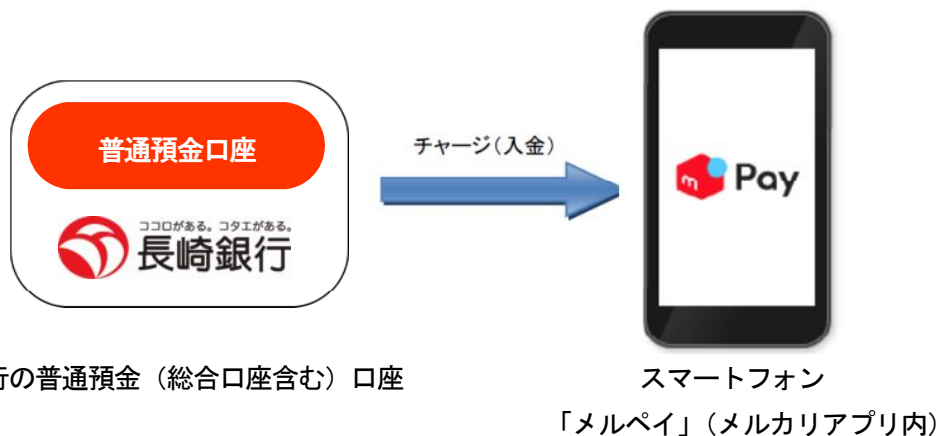 普通預金口座
ココロがある。コタエがある。
長崎銀行
チャージ(入金)
m Pay
行の普通預金（総合口座含む）口座
スマートフォン
「メルペイ」（メルカリアプリ内）